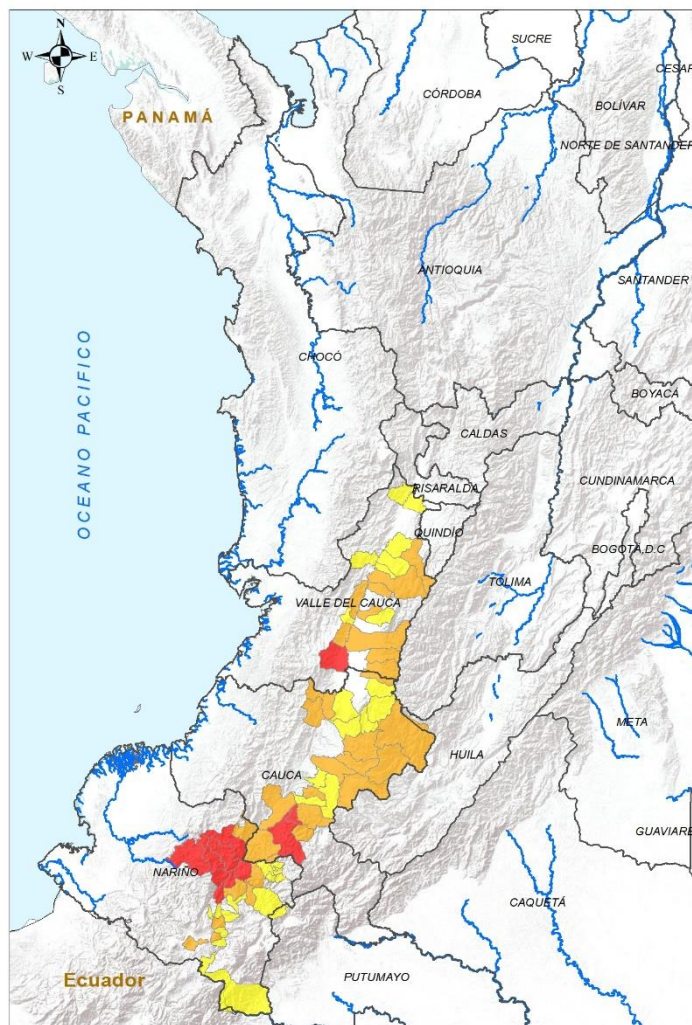 N
W E
S
PANAMÁ
SUCRE
CÓRDOBA
CESAR
BOLÍVAR
NORTE DE SANTANDER
ANTIOQUIA
SANTANDER
CHOCÓ
BOYACÁ
CALDAS
OCEANO PACIFICO
RISARALDA
CUNDINAMARCA
QUINDÍO
BOGOTÁ, D.C
TOLIMA
VALLE DEL CAUCA
META
HUILA
CAUCA
GUAVIARE
NARIÑO
CAQUETÁ
Ecuador
PUTUMAYO